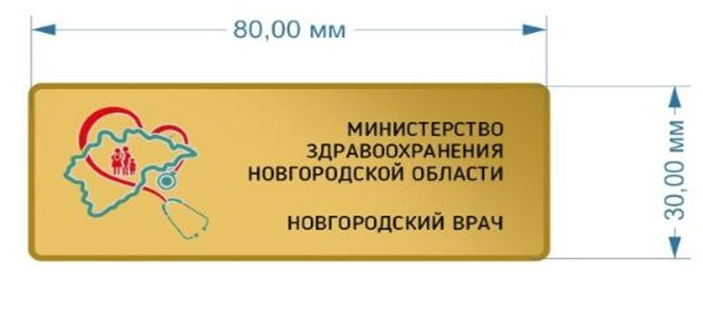 80,00 мм
МИНИСТЕРСТВО
ЗДРАВООХРАНЕНИЯ
НОВГОРОДСКОЙ ОБЛАСТИ
НОВГОРОДСКИЙ ВРАЧ
30,00 мм